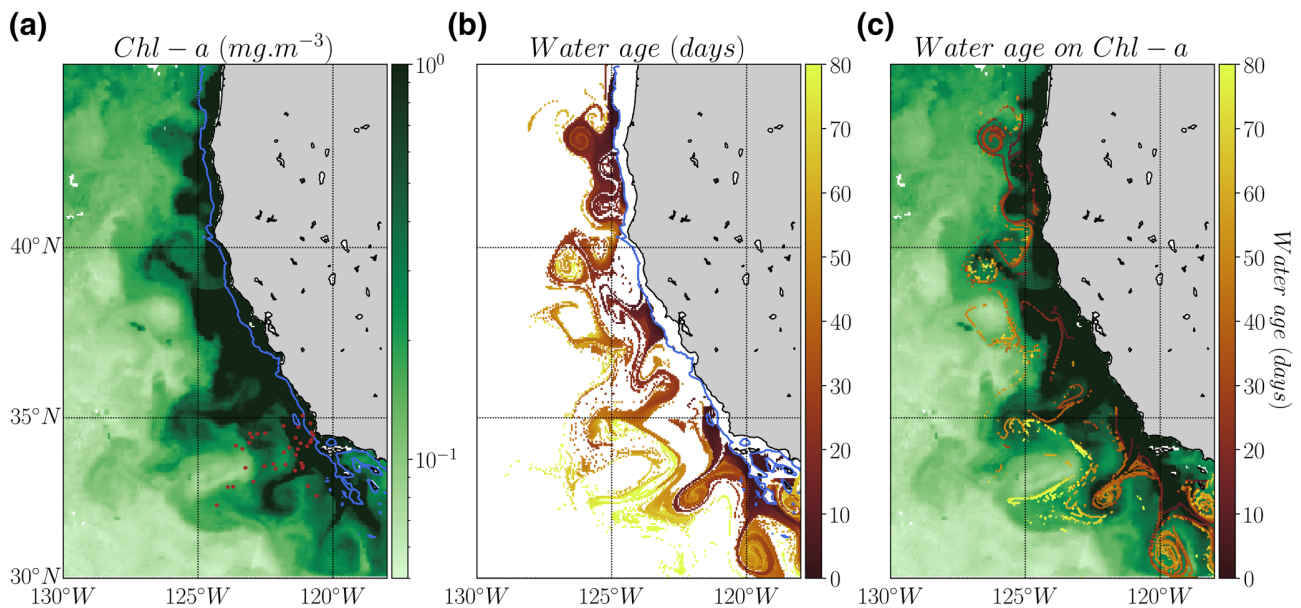 (a) (b) (c)
Chl − a (mg.m⁻³) Water age (days) Water age on Chl − a
10⁰ 80 80
70 70
60 60
40°N 50 50
40 40
Water age (days)
30 30
35°N
20 20
10⁻¹
10 10
30°N 0 0
130°W 125°W 120°W 130°W 125°W 120°W 130°W 125°W 120°W